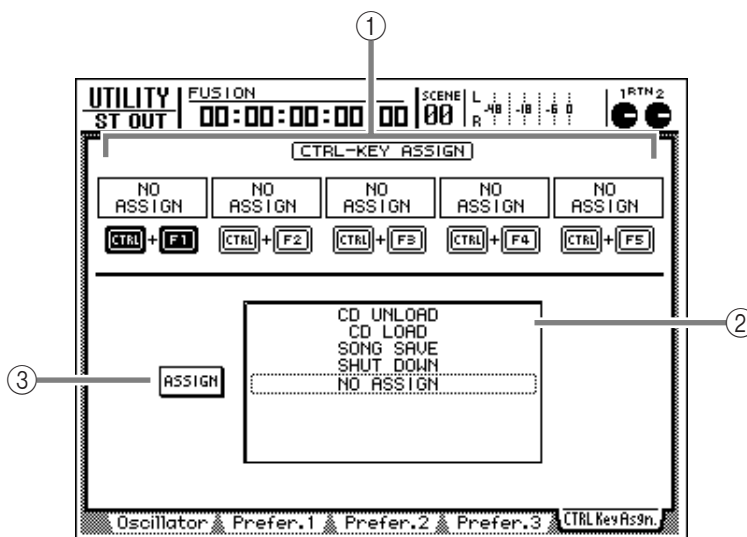 ①
UTILITY FUSION SCENE L -48 -18 -6 0 1RTN2
ST OUT 00:00:00:00 00 00 R
CTRL-KEY ASSIGN
NO ASSIGN NO ASSIGN NO ASSIGN NO ASSIGN NO ASSIGN
CTRL+F1 CTRL+F2 CTRL+F3 CTRL+F4 CTRL+F5
CD UNLOAD
CD LOAD
SONG SAVE
SHUT DOWN
NO ASSIGN
②
③
ASSIGN
Oscillator Prefer.1 Prefer.2 Prefer.3 CTRL Key Asgn.